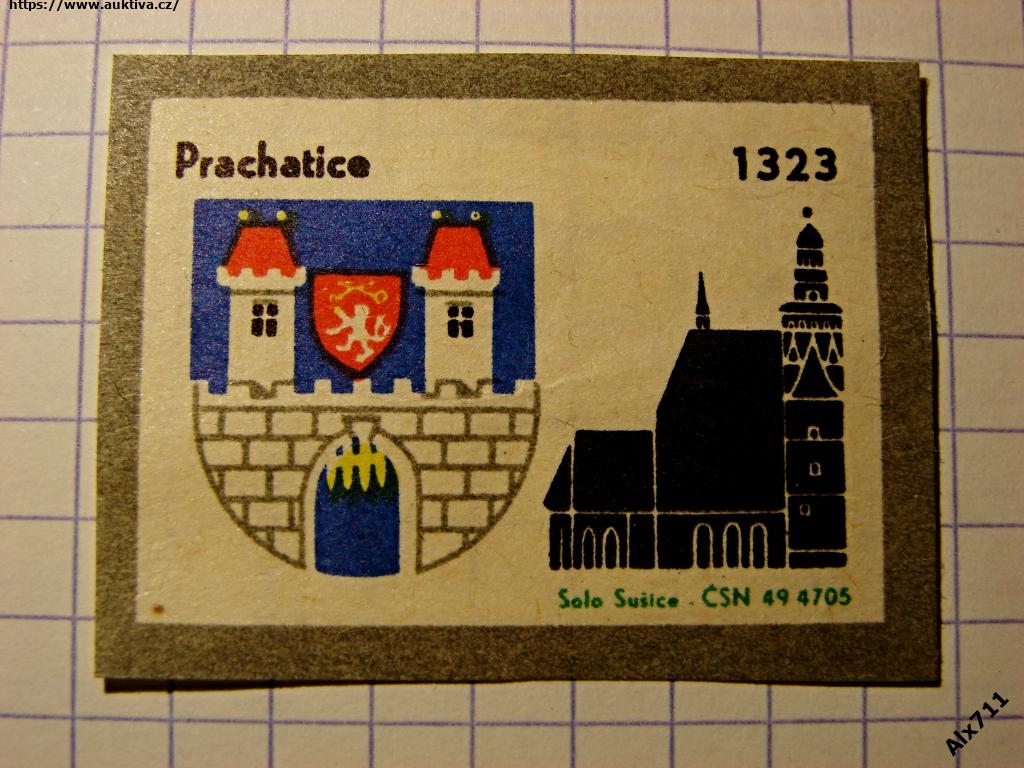 https://www.auktiva.cz/
Prachatice
1323
Solo Sušice - ČSN 49 4705
Alx711